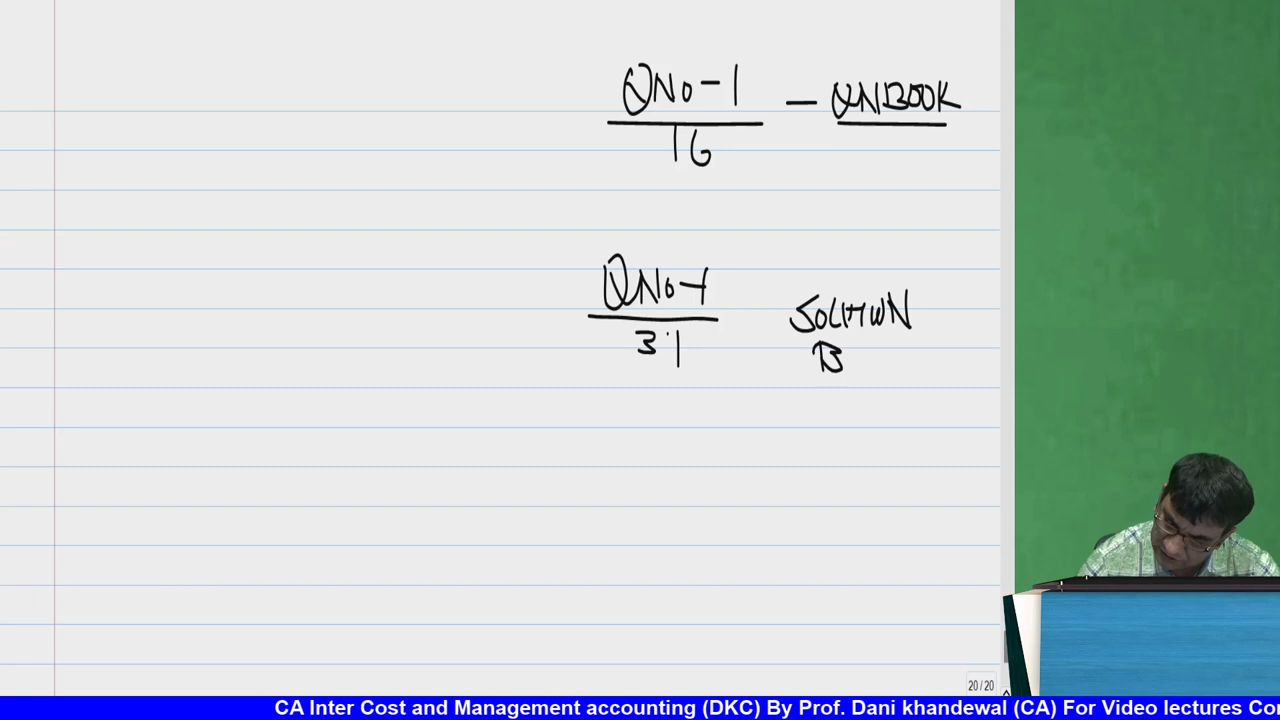 QNo-1 - QNBOOK
16
QNo-1
31 SOLUTION
B
20/20
CA Inter Cost and Management accounting (DKC) By Prof. Dani khandewal (CA) For Video lectures Co